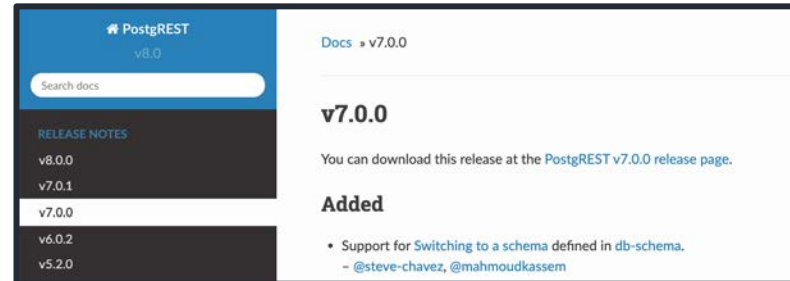 PostgREST
v8.0
Search docs
RELEASE NOTES
v8.0.0
v7.0.1
v7.0.0
v6.0.2
v5.2.0
Docs » v7.0.0
v7.0.0
You can download this release at the PostgREST v7.0.0 release page.
Added
• Support for Switching to a schema defined in db-schema.
– @steve-chavez, @mahmoudkassem